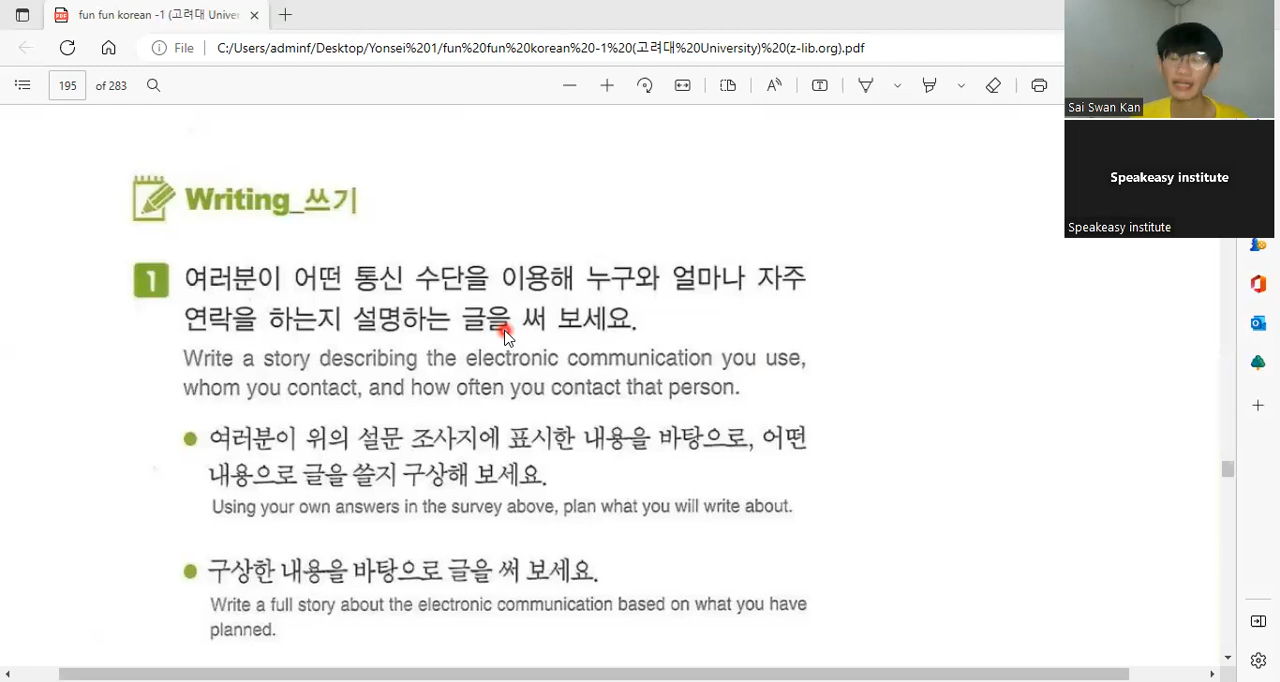 fun fun korean -1 (고려대 Univer
File C:/Users/adminf/Desktop/Yonsei%201/fun%20fun%20korean%20-1%20(고려대%20University)%20(z-lib.org).pdf
195 of 283
Sai Swan Kan
Speakeasy institute
Speakeasy institute
Writing_쓰기
1 여러분이 어떤 통신 수단을 이용해 누구와 얼마나 자주
연락을 하는지 설명하는 글을 써 보세요.
Write a story describing the electronic communication you use,
whom you contact, and how often you contact that person.
여러분이 위의 설문 조사지에 표시한 내용을 바탕으로, 어떤
내용으로 글을 쓸지 구상해 보세요.
Using your own answers in the survey above, plan what you will write about.
구상한 내용을 바탕으로 글을 써 보세요.
Write a full story about the electronic communication based on what you have
planned.